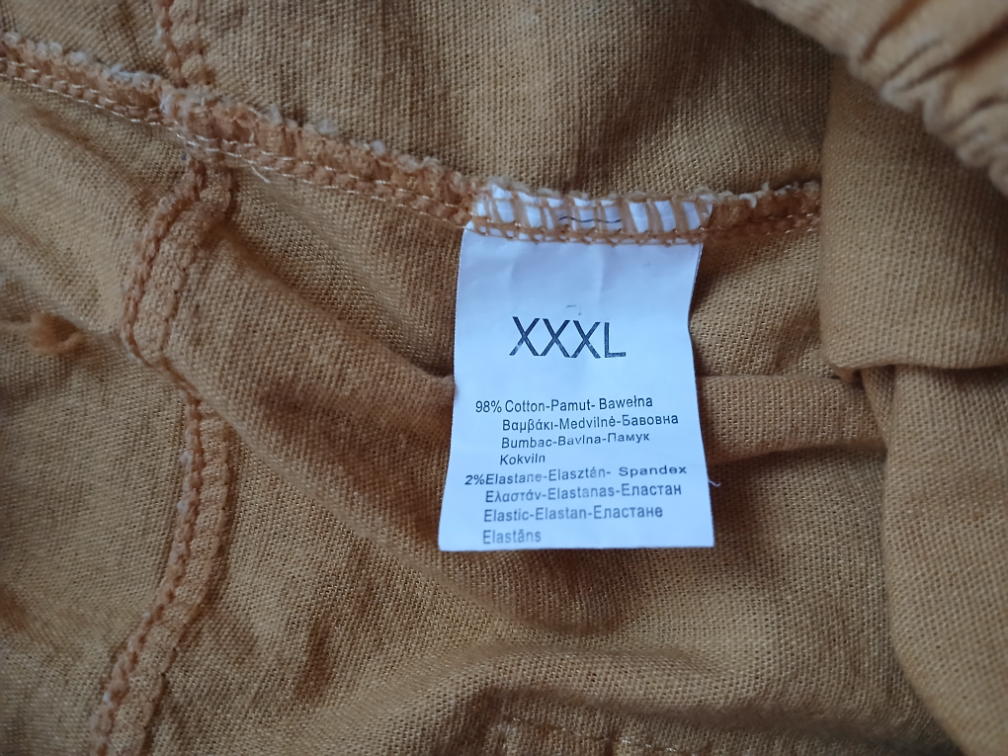 XXXL
98% Cotton-Pamut- Bawełna
Βαμβάκι-Medvilnė-Бавовна
Bumbac-Bavlna-Памук
Kokviln
2%Elastane-Elasztén- Spandex
Ελαστάν-Elastanas-Еластан
Elastic-Elastan-Еластане
Elastāns